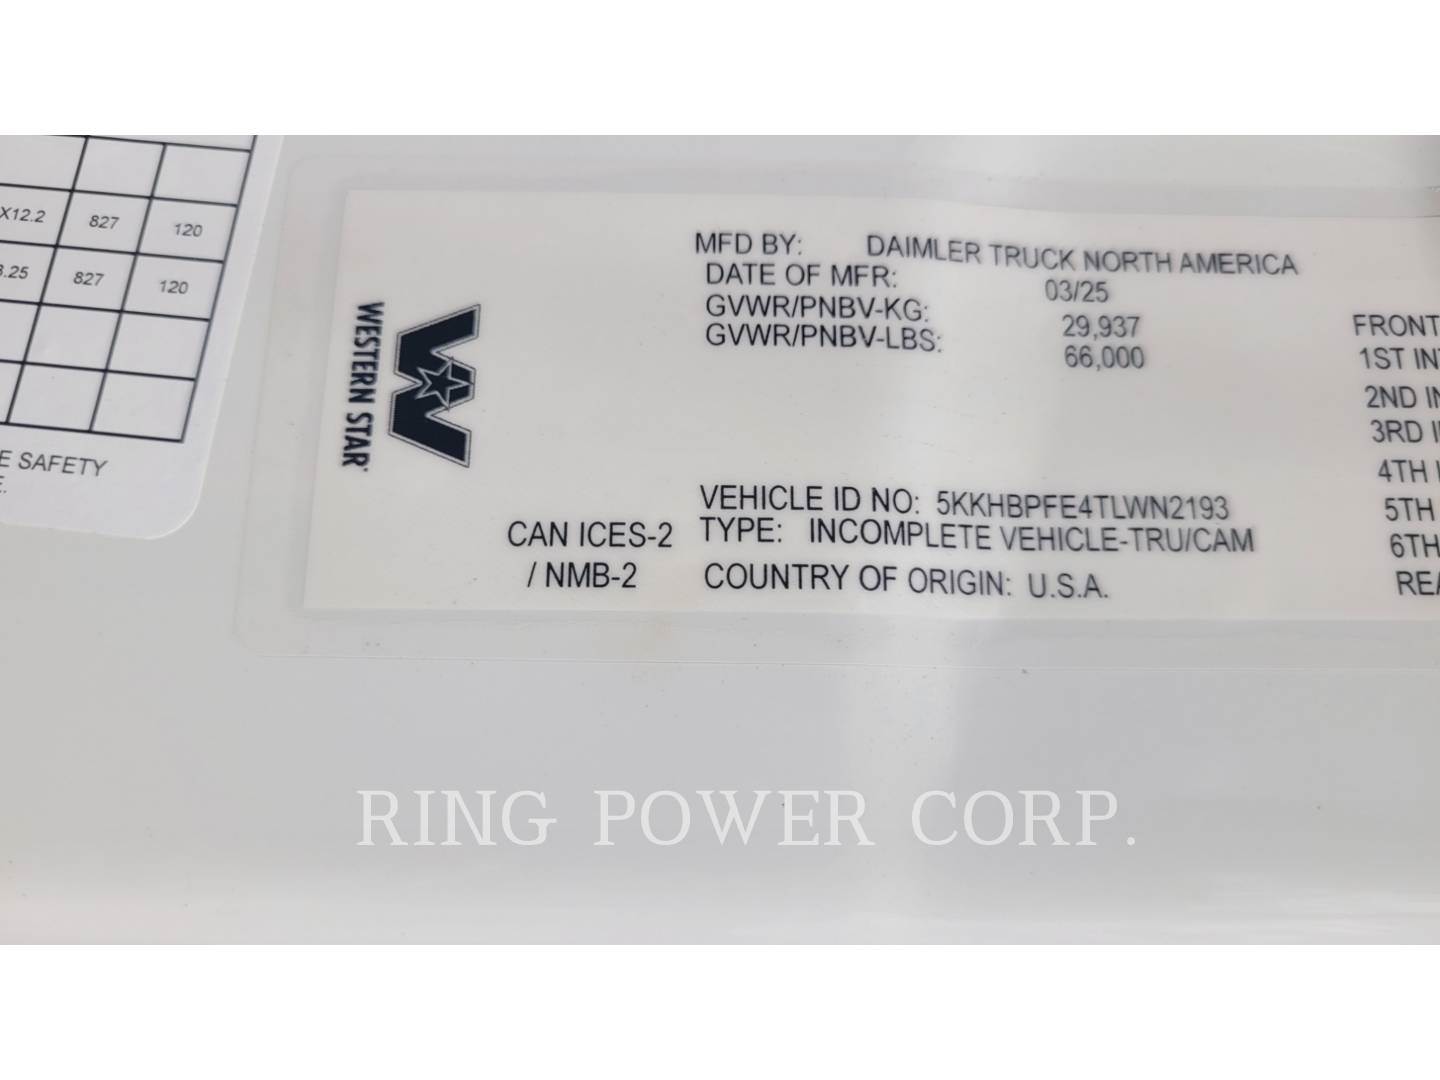 X12.2 827 120
8.25 827 120
E SAFETY
E.
WESTERN STAR
MFD BY: DAIMLER TRUCK NORTH AMERICA
DATE OF MFR: 03/25
GVWR/PNBV-KG: 29,937
GVWR/PNBV-LBS: 66,000
VEHICLE ID NO: 5KKHBPFE4TLWN2193
CAN ICES-2
/ NMB-2
TYPE: INCOMPLETE VEHICLE-TRU/CAM
COUNTRY OF ORIGIN: U.S.A.
FRONT
1ST IN
2ND IN
3RD I
4TH
5TH
6TH
REA
RING POWER CORP.